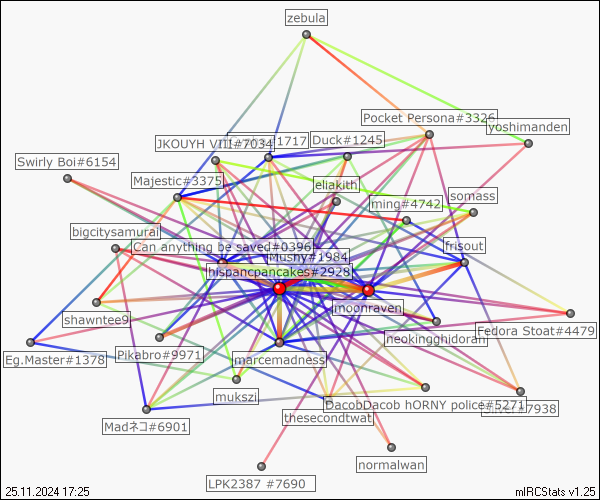 zebula
Pocket Persona#3326
yoshimanden
JKOUYH VIII#7034
1717
Duck#1245
Swirly Boi#6154
Majestic#3375
eliakith
ming#4742
somass
bigcitysamurai
Can anything be saved#0396
frisout
Mushy#1984
hispancpancakes#2928
moonraven
shawntee9
Fedora Stoat#4479
neokingghidoran
Eg.Master#1378
Pikabro#9971
marcemadness
mukszi
DacobDacob hORNY police#5271
7938
Madネコ#6901
thesecondtwat
normalwan
LPK2387 #7690
25.11.2024 17:25
mIRCStats v1.25